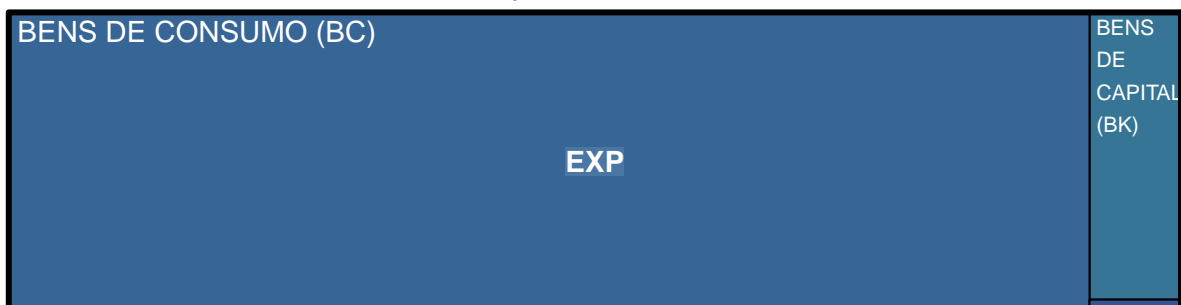 BENS DE CONSUMO (BC)
BENS
DE
CAPITAL
(BK)
EXP